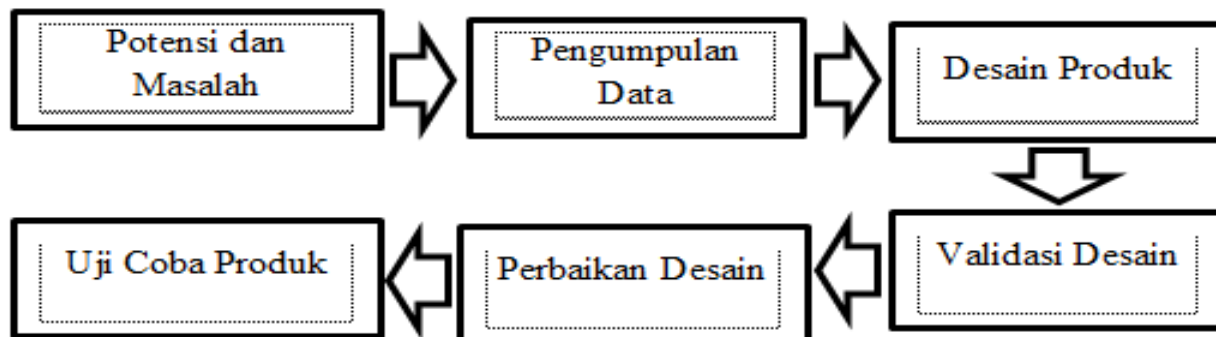 Potensi dan
Masalah
Pengumpulan
Data
Desain Produk
Validasi Desain
Perbaikan Desain
Uji Coba Produk